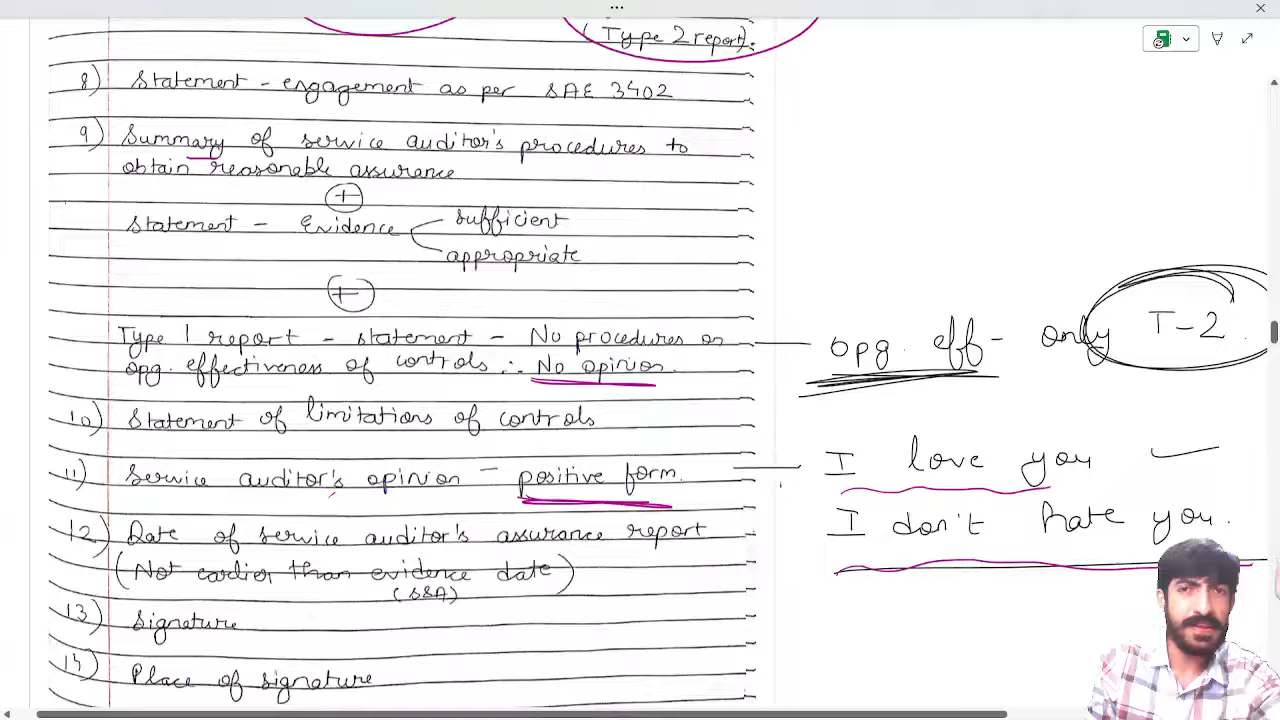 (Type 2 report).
8) Statement - engagement as per SAE 3402
9) Summary of service auditor's procedures to
obtain reasonable assurance
+
Statement - Evidence
sufficient
appropriate
+
Type 1 report - statement - No procedures on
opg. effectiveness of controls ∴ No opinion.
opg. eff - only T-2
10) Statement of limitations of controls
11) Service auditor's opinion - positive form.
I love you
I don't hate you.
12) Date of service auditor's assurance report
(Not earlier than evidence date)
(S&A)
13) Signature
14) Place of signature